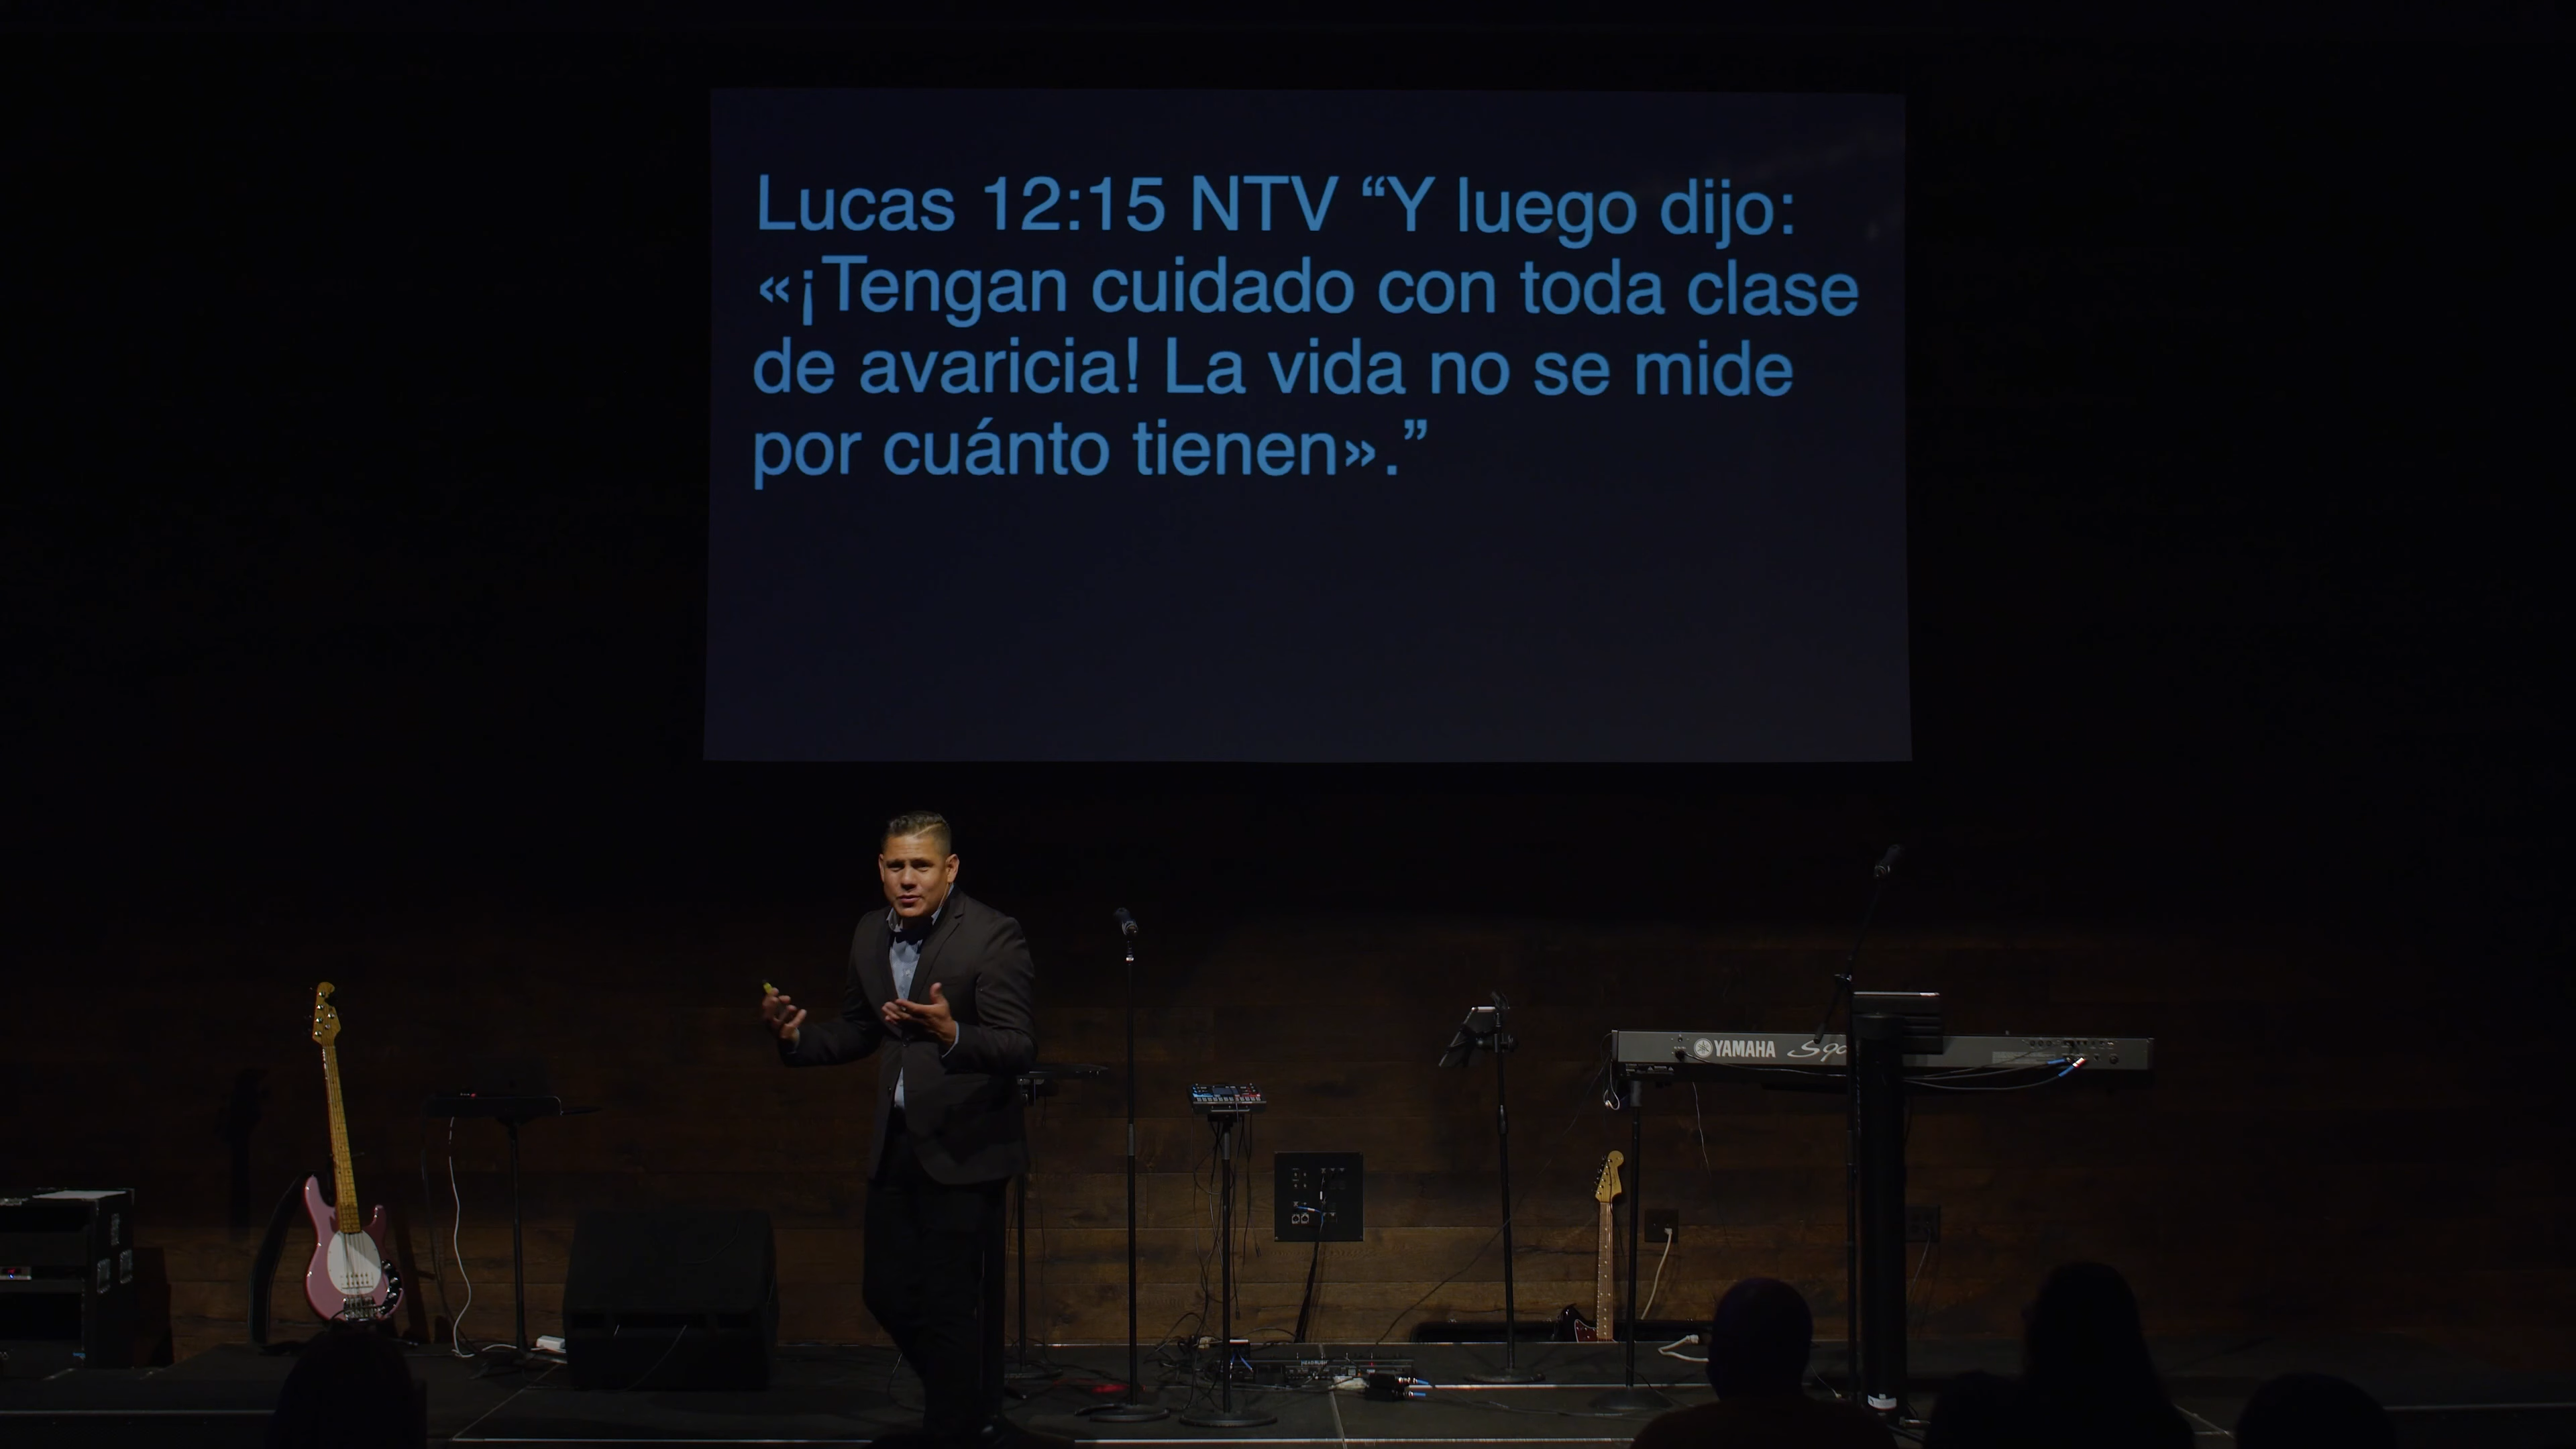 Lucas 12:15 NTV “Y luego dijo:
«¡Tengan cuidado con toda clase
de avaricia! La vida no se mide
por cuánto tienen».”
YAMAHA S90